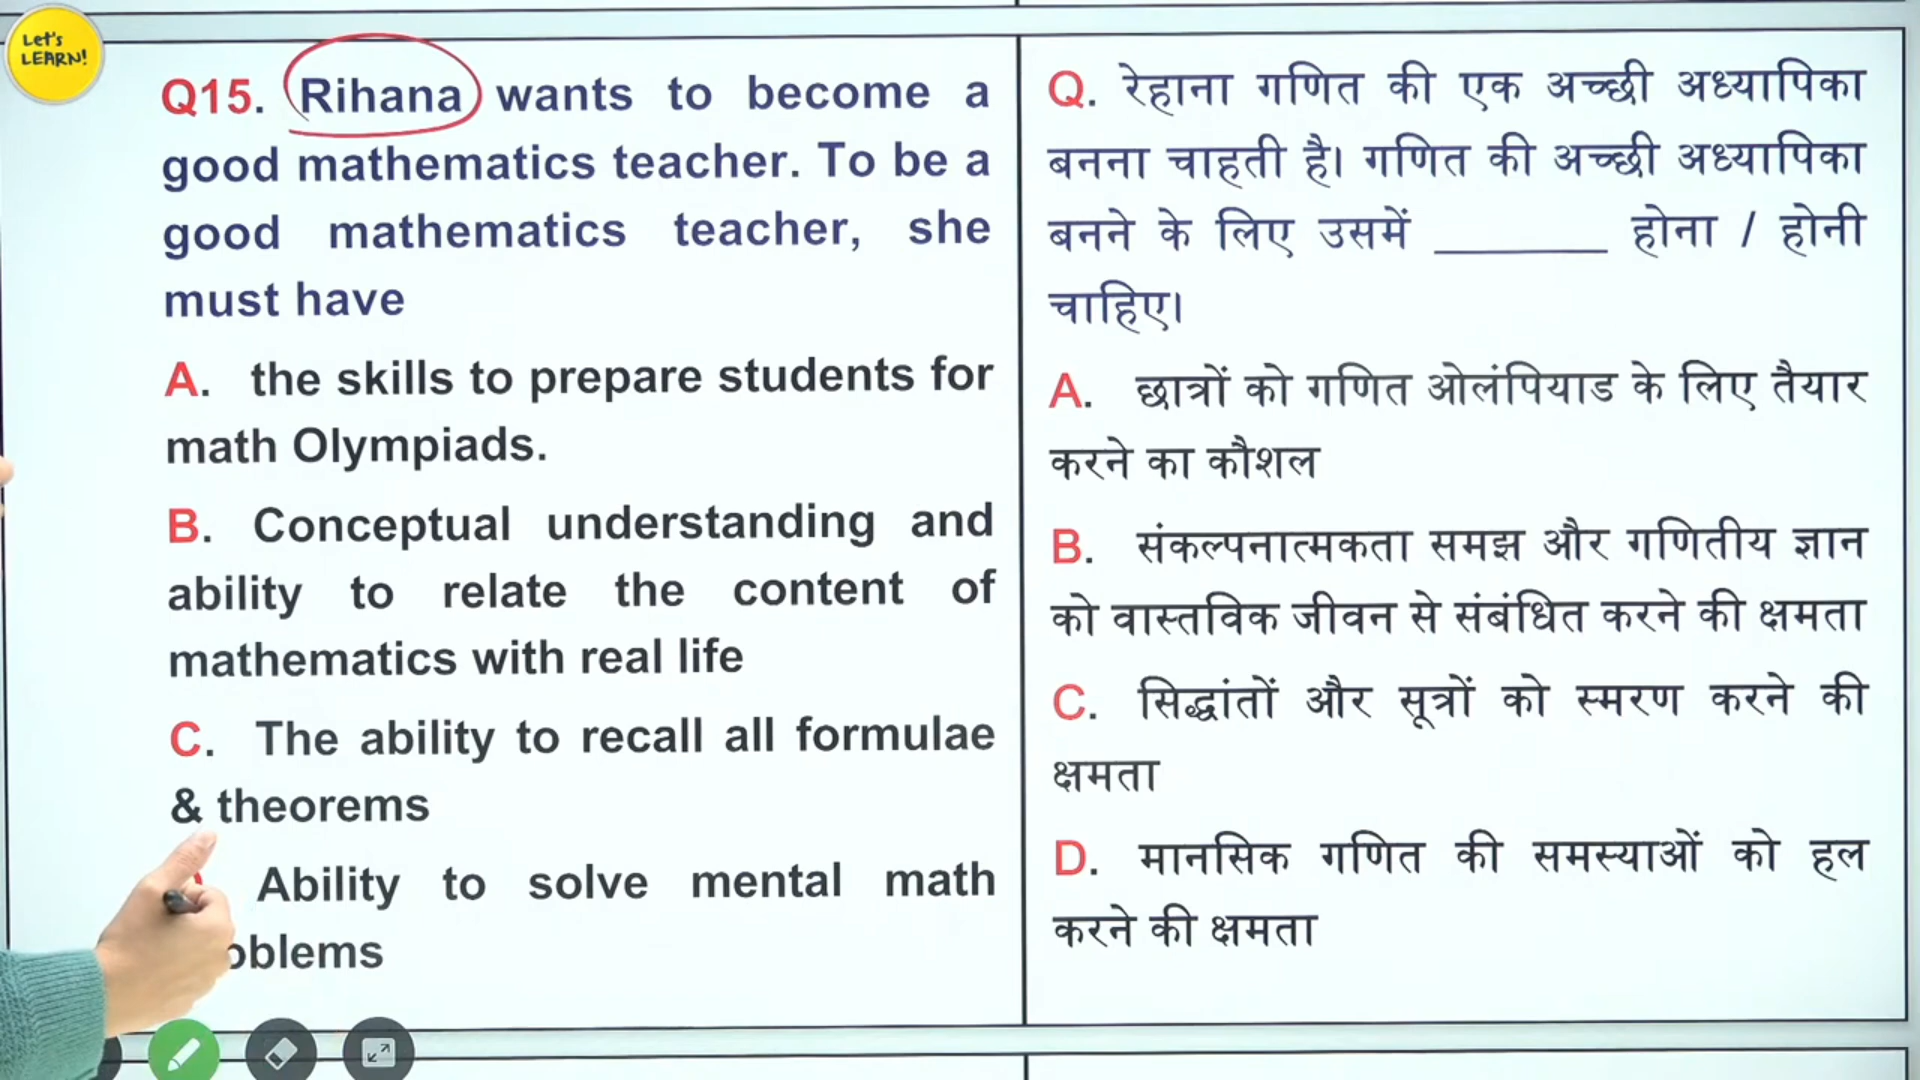 Let's
LEARN!
Q15. Rihana wants to become a
good mathematics teacher. To be a
good mathematics teacher, she
must have
A. the skills to prepare students for
math Olympiads.
B. Conceptual understanding and
ability to relate the content of
mathematics with real life
C. The ability to recall all formulae
& theorems
Ability to solve mental math
oblems
Q. रेहाना गणित की एक अच्छी अध्यापिका
बनना चाहती है। गणित की अच्छी अध्यापिका
बनने के लिए उसमें _______ होना / होनी
चाहिए।
A. छात्रों को गणित ओलंपियाड के लिए तैयार
करने का कौशल
B. संकल्पनात्मकता समझ और गणितीय ज्ञान
को वास्तविक जीवन से संबंधित करने की क्षमता
C. सिद्धांतों और सूत्रों को स्मरण करने की
क्षमता
D. मानसिक गणित की समस्याओं को हल
करने की क्षमता